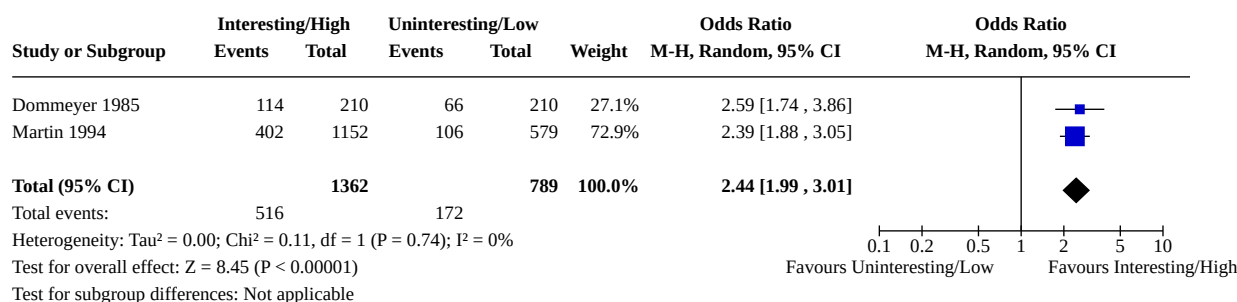 Interesting/High Uninteresting/Low Odds Ratio Odds Ratio
Study or Subgroup Events Total Events Total Weight M-H, Random, 95% CI M-H, Random, 95% CI
Dommeyer 1985 114 210 66 210 27.1% 2.59 [1.74 , 3.86]
Martin 1994 402 1152 106 579 72.9% 2.39 [1.88 , 3.05]
Total (95% CI) 1362 789 100.0% 2.44 [1.99 , 3.01]
Total events: 516 172
Heterogeneity: Tau² = 0.00; Chi² = 0.11, df = 1 (P = 0.74); I² = 0% 0.1 0.2 0.5 1 2 5 10
Test for overall effect: Z = 8.45 (P < 0.00001) Favours Uninteresting/Low Favours Interesting/High
Test for subgroup differences: Not applicable